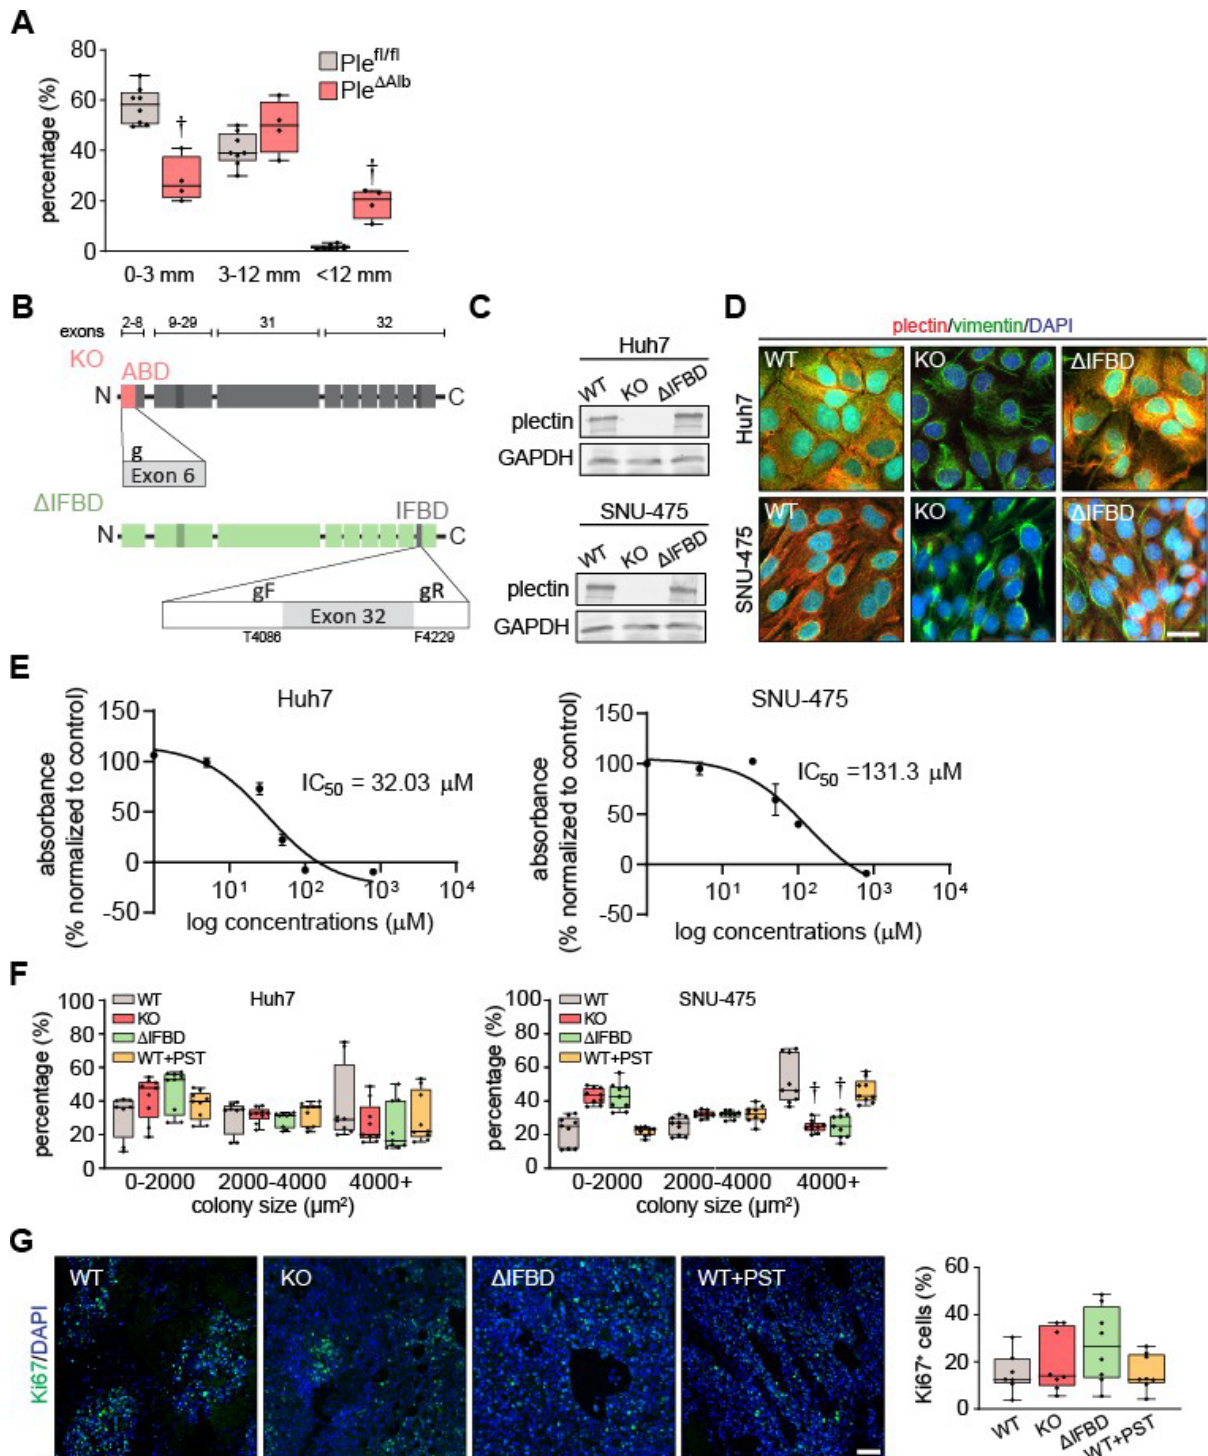 A
percentage (%)
80
60
40
20
0
Ple fl/fl
Ple ΔAlb
†
‡
0-3 mm
3-12 mm
<12 mm
B
exons
2-8
9-29
31
32
KO
ABD
N
C
g
Exon 6
ΔIFBD
IFBD
N
C
gF
gR
Exon 32
T4086
F4229
C
Huh7
WT
KO
ΔIFBD
plectin
GAPDH
SNU-475
WT
KO
ΔIFBD
plectin
GAPDH
D
plectin/vimentin/DAPI
Huh7
WT
KO
ΔIFBD
SNU-475
WT
KO
ΔIFBD
E
Huh7
absorbance
(% normalized to control)
150
100
50
0
-50
IC50 = 32.03 μM
10¹
10²
10³
10⁴
log concentrations (μM)
SNU-475
absorbance
(% normalized to control)
150
100
50
0
-50
IC50 =131.3 μM
10¹
10²
10³
10⁴
log concentrations (μM)
F
Huh7
percentage (%)
100
80
60
40
20
0
WT
KO
ΔIFBD
WT+PST
0-2000
2000-4000
4000+
colony size (μm²)
SNU-475
percentage (%)
100
80
60
40
20
0
WT
KO
ΔIFBD
WT+PST
†
†
0-2000
2000-4000
4000+
colony size (μm²)
G
Ki67/DAPI
WT
KO
ΔIFBD
WT+PST
Ki67⁺ cells (%)
60
40
20
0
WT
KO
ΔIFBD
WT+PST